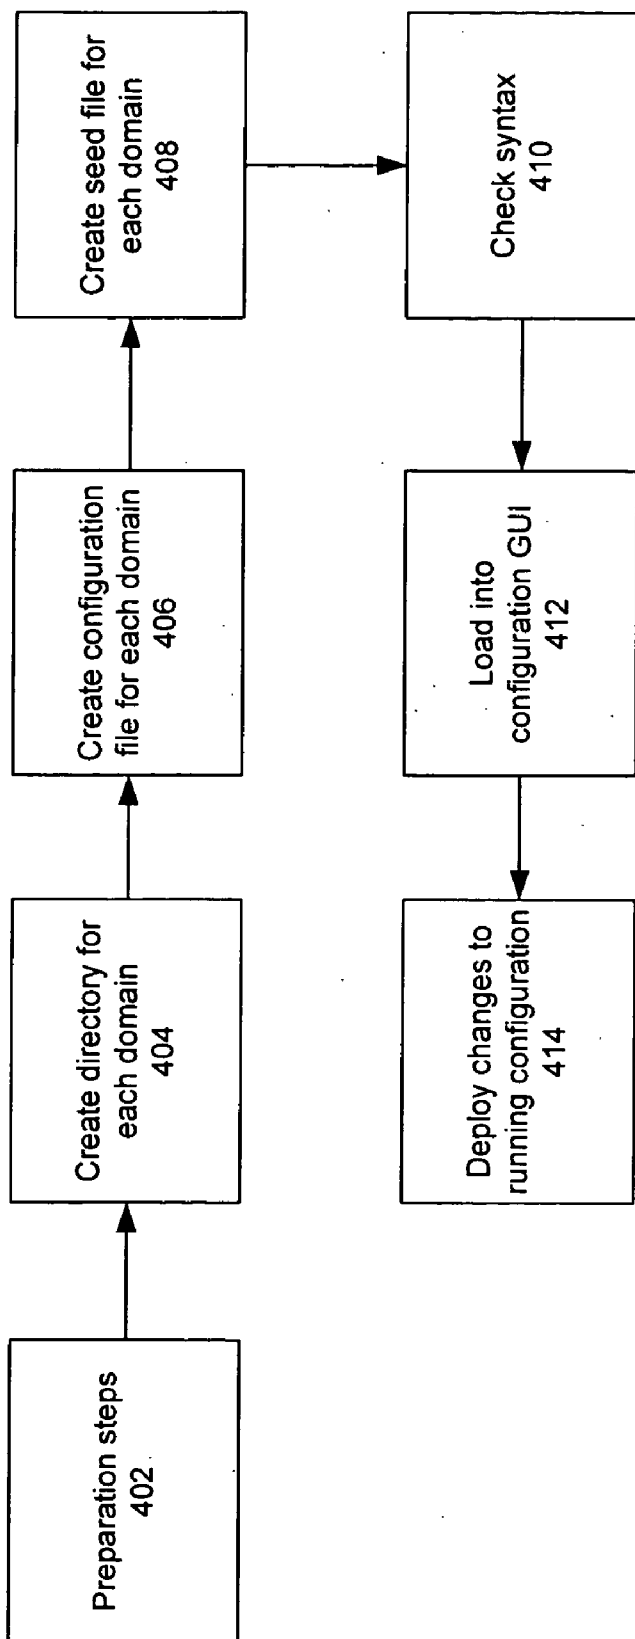 Preparation steps
402
Create directory for
each domain
404
Create configuration
file for each domain
406
Create seed file for
each domain
408
Check syntax
410
Load into
configuration GUI
412
Deploy changes to
running configuration
414